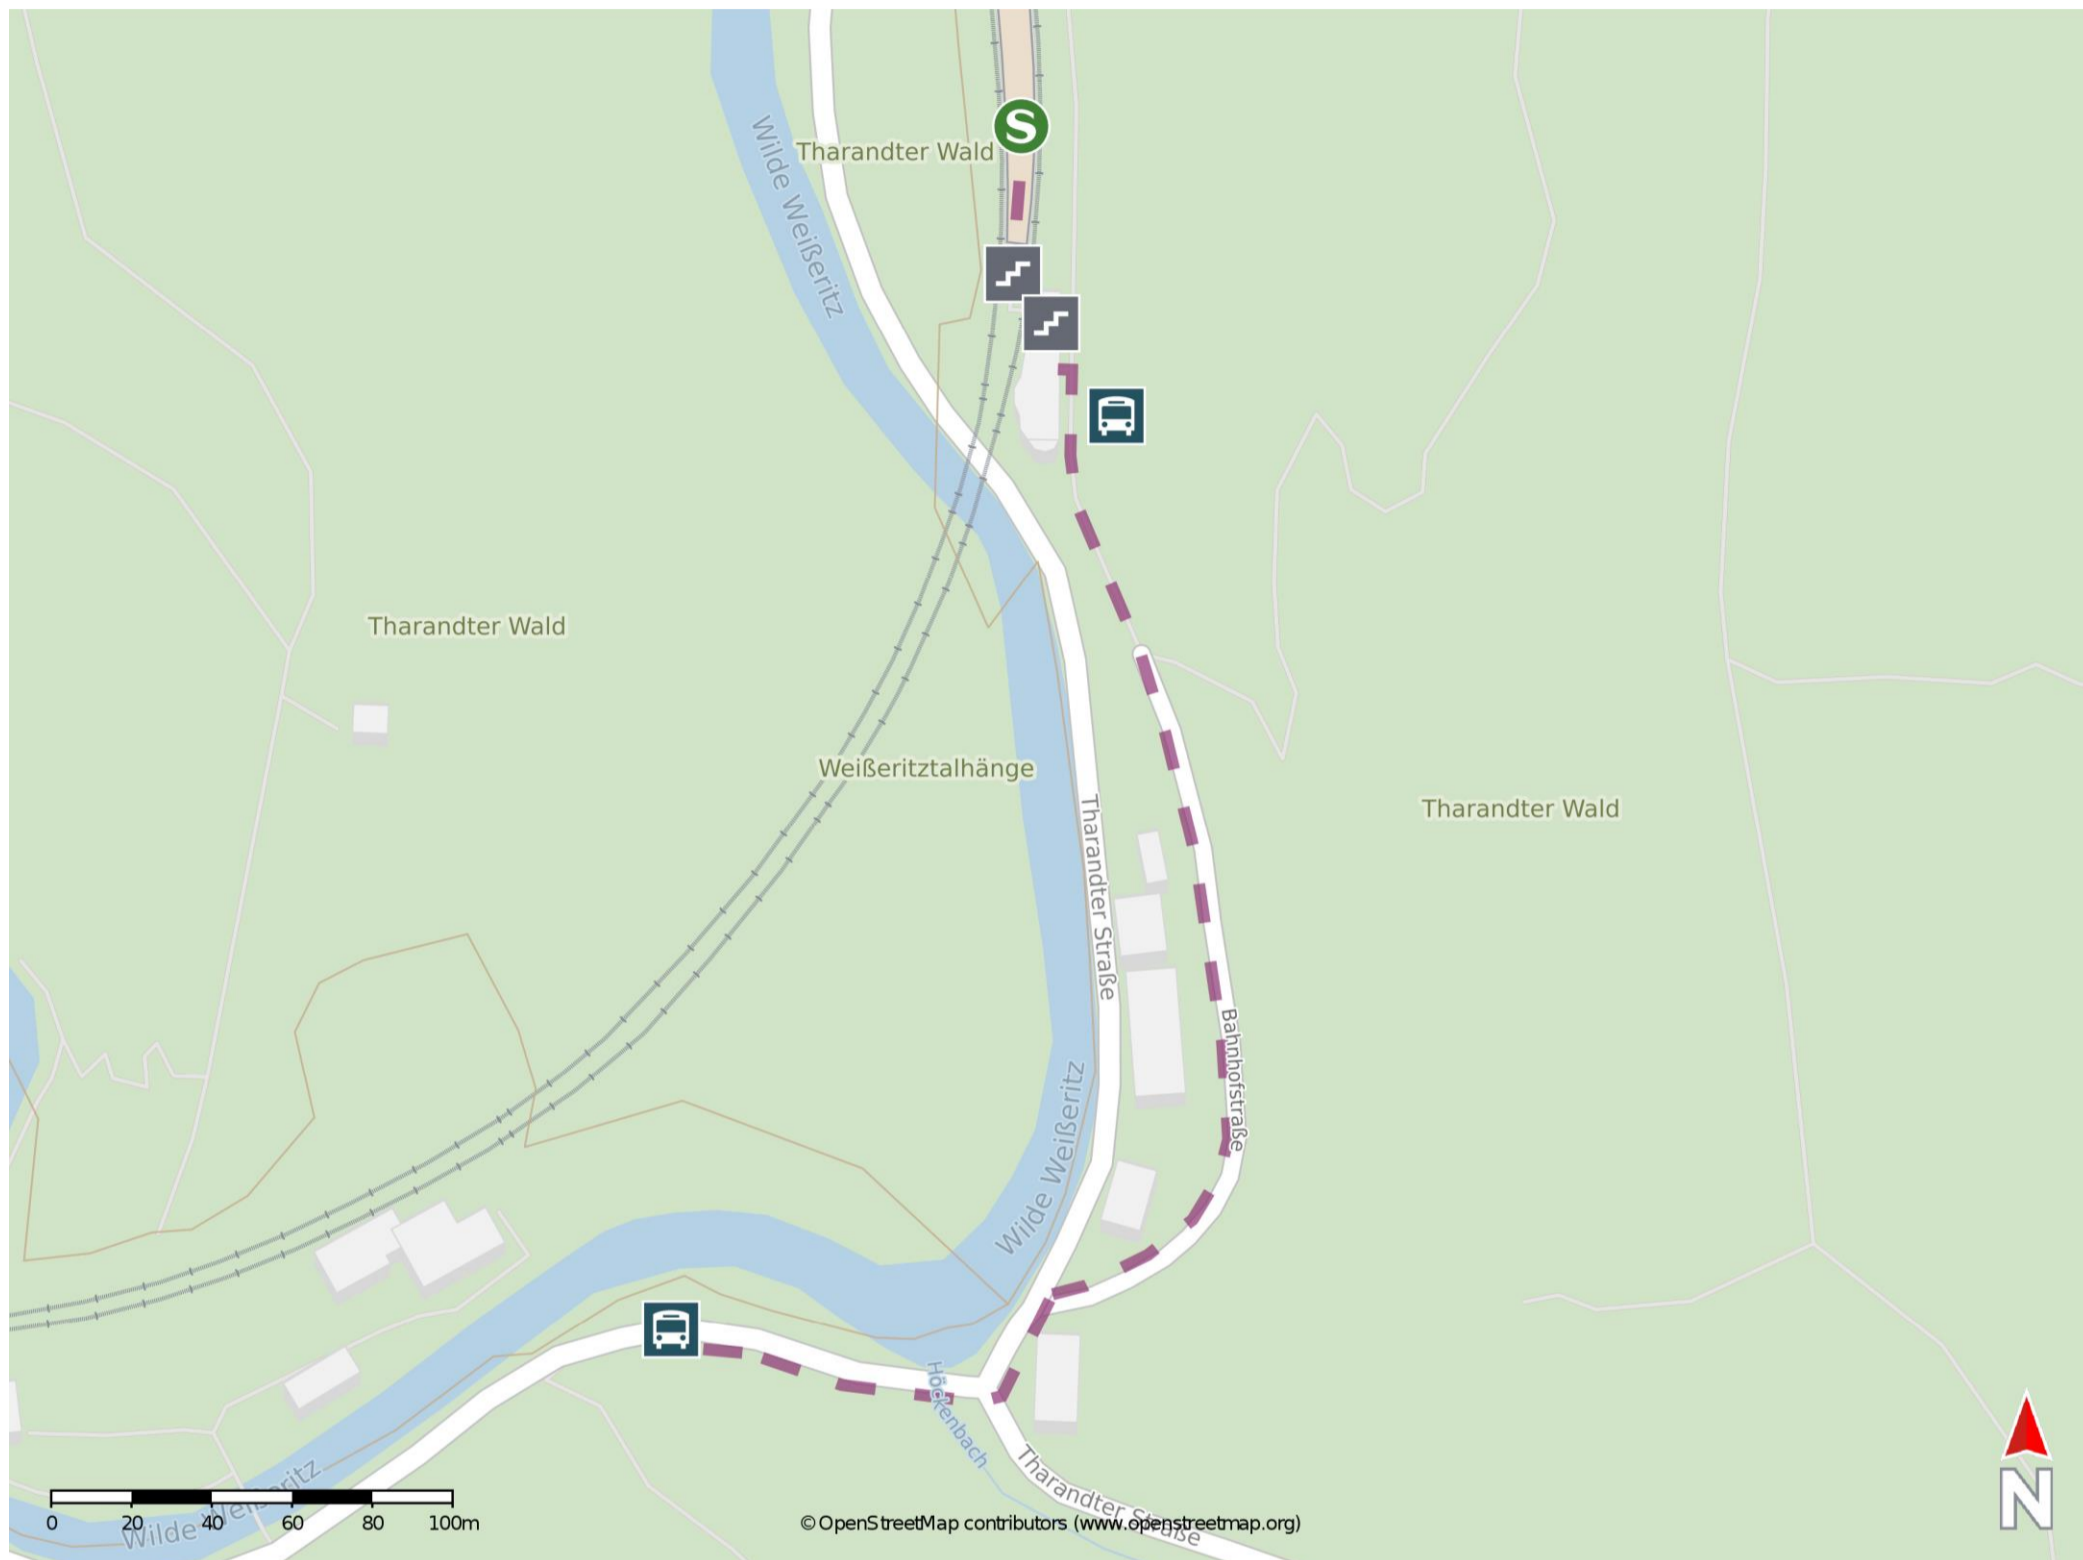 S
Tharandter Wald
Wilde Weißeritz
Tharandter Wald
Weißeritztalhänge
Tharandter Straße
Tharandter Wald
Bahnhofstraße
Wilde Weißeritz
Höckenbach
Tharandter Straße
Wilde Weißeritz
0 20 40 60 80 100m
© OpenStreetMap contributors (www.openstreetmap.org)
N